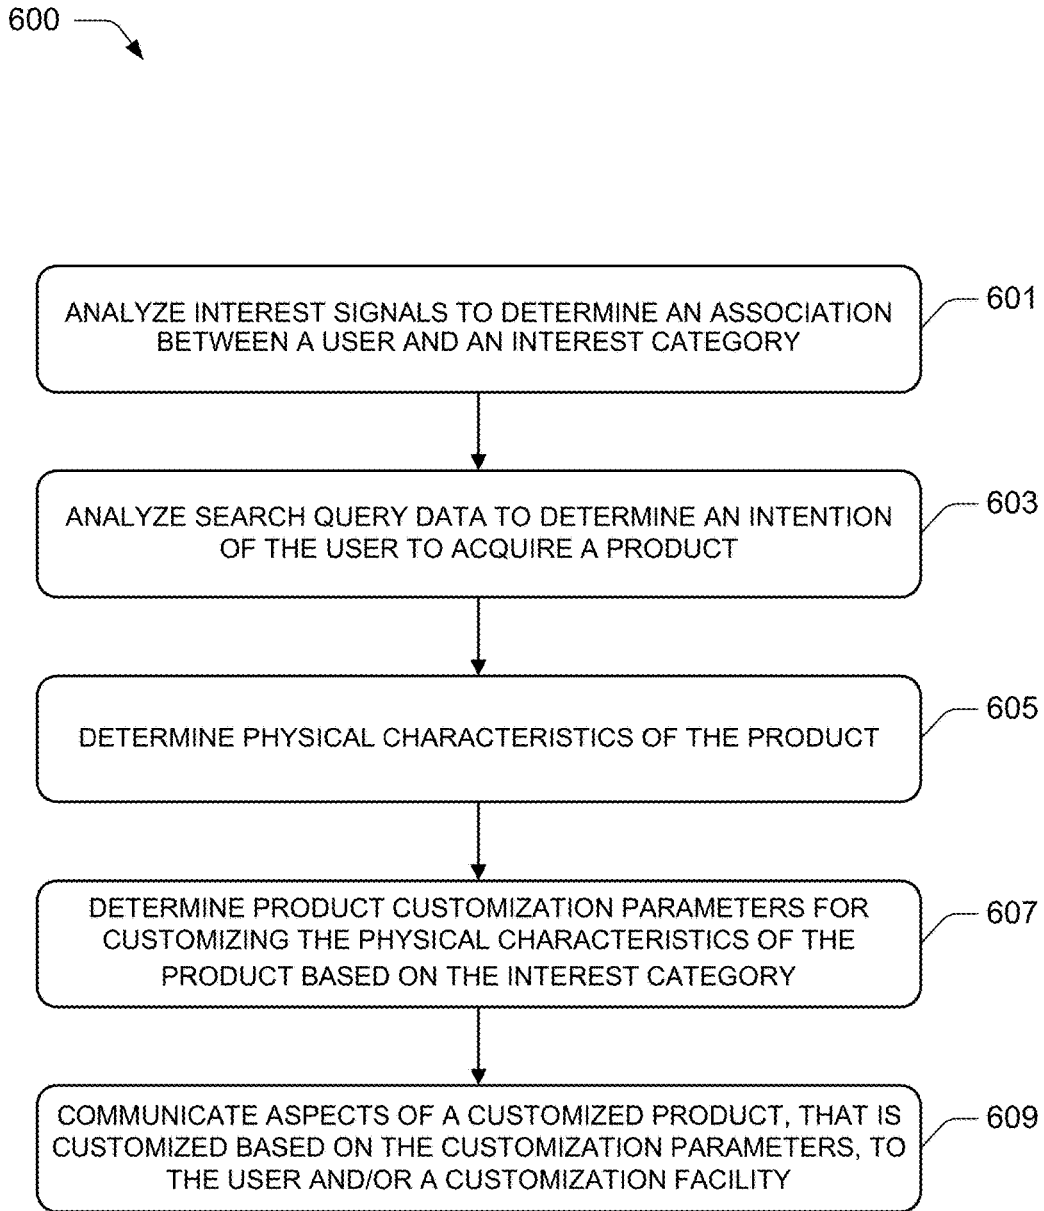 600
ANALYZE INTEREST SIGNALS TO DETERMINE AN ASSOCIATION
BETWEEN A USER AND AN INTEREST CATEGORY
601
ANALYZE SEARCH QUERY DATA TO DETERMINE AN INTENTION
OF THE USER TO ACQUIRE A PRODUCT
603
DETERMINE PHYSICAL CHARACTERISTICS OF THE PRODUCT
605
DETERMINE PRODUCT CUSTOMIZATION PARAMETERS FOR
CUSTOMIZING THE PHYSICAL CHARACTERISTICS OF THE
PRODUCT BASED ON THE INTEREST CATEGORY
607
COMMUNICATE ASPECTS OF A CUSTOMIZED PRODUCT, THAT IS
CUSTOMIZED BASED ON THE CUSTOMIZATION PARAMETERS, TO
THE USER AND/OR A CUSTOMIZATION FACILITY
609